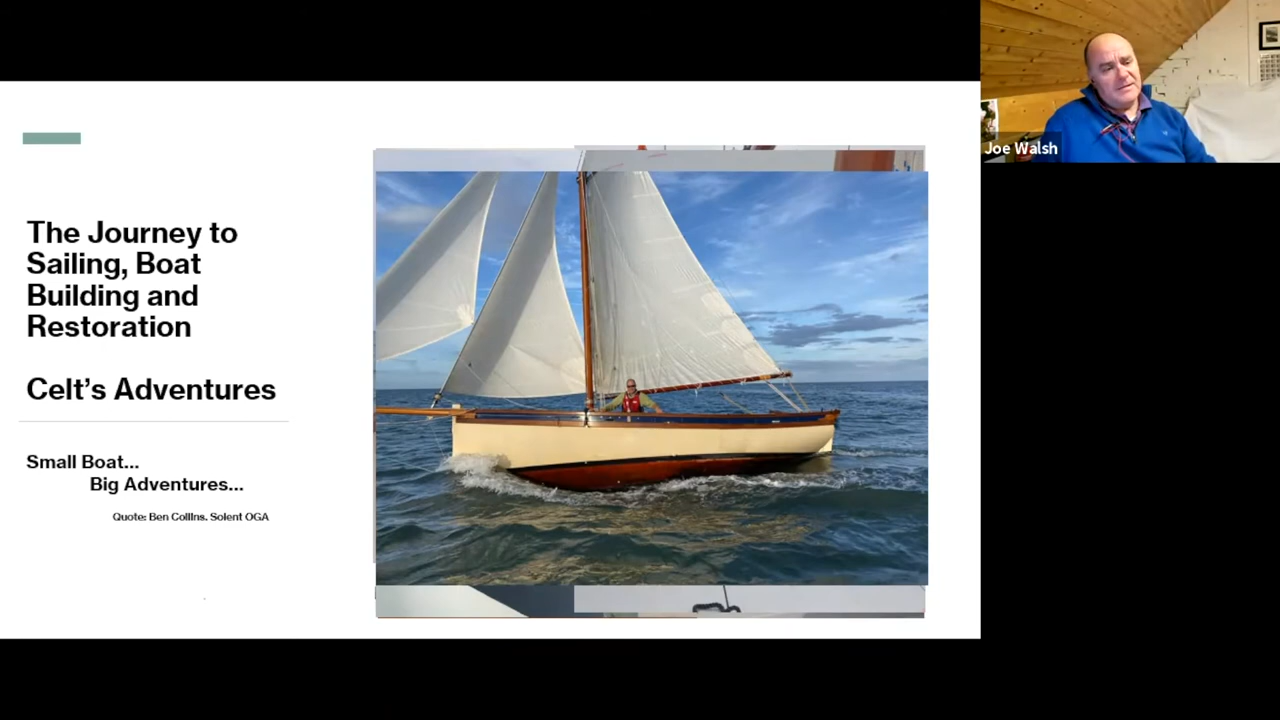 The Journey to
Sailing, Boat
Building and
Restoration
Celt's Adventures
Small Boat...
Big Adventures...
Quote: Ben Collins. Solent OGA
Joe Walsh